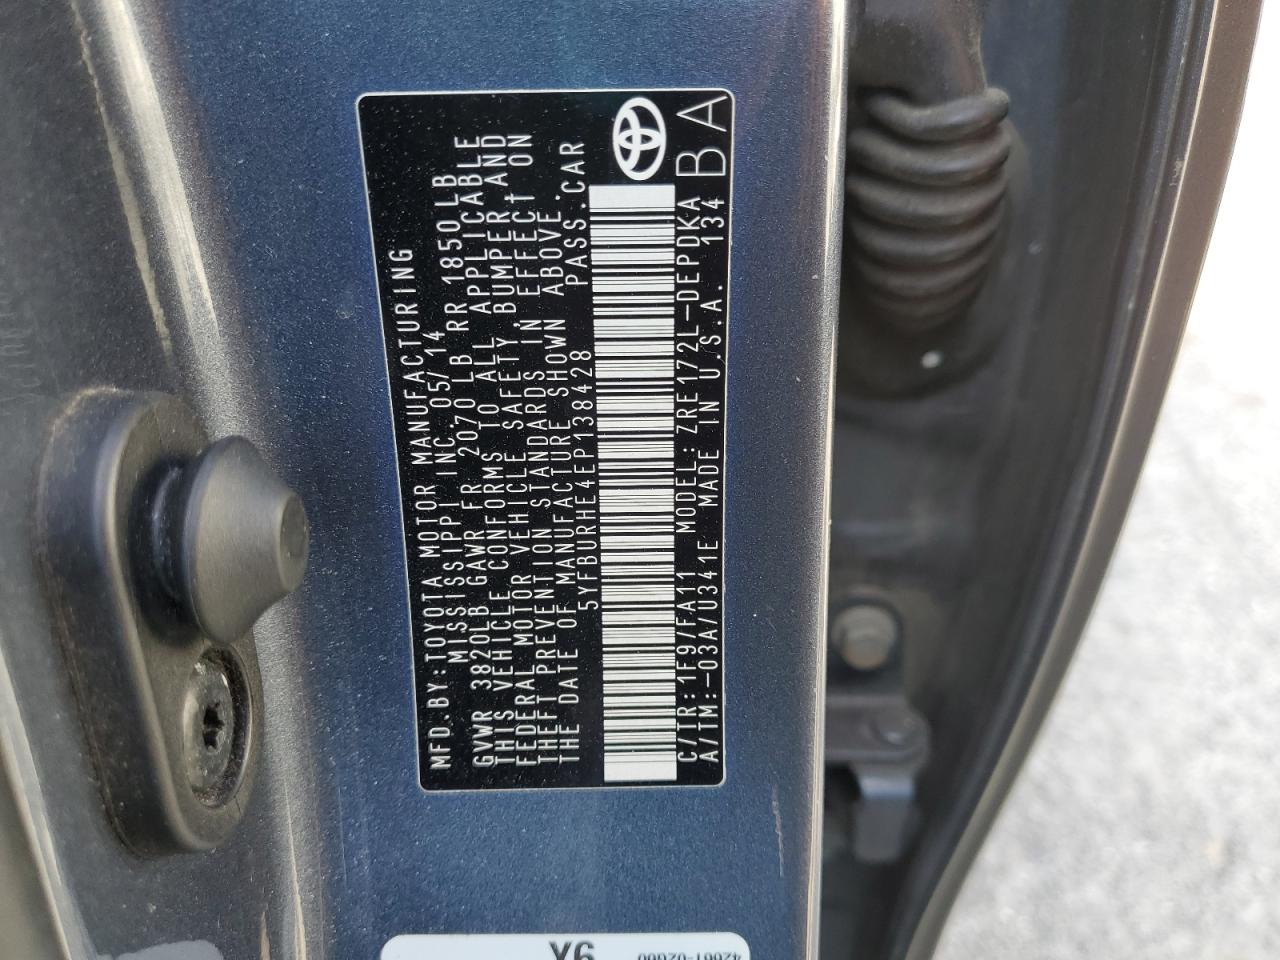 MFD.BY:TOYOTA MOTOR MANUFACTURING
MISSISSIPPI INC. 05/14
GVWR 3820LB GAWR FR 2070 LB RR 1850 LB
THIS VEHICLE CONFORMS TO ALL APPLICABLE
FEDERAL MOTOR VEHICLE SAFETY, BUMPER AND
THEFT PREVENTION STANDARDS IN EFFECT ON
THE DATE OF MANUFACTURE SHOWN ABOVE.
5YFBURHE4EP138428 PASS.CAR
C/TR:1F9/FA11 MODEL:ZRE172L-DEPDKA
A/TM:-03A/U341E MADE IN U.S.A. 134
BA